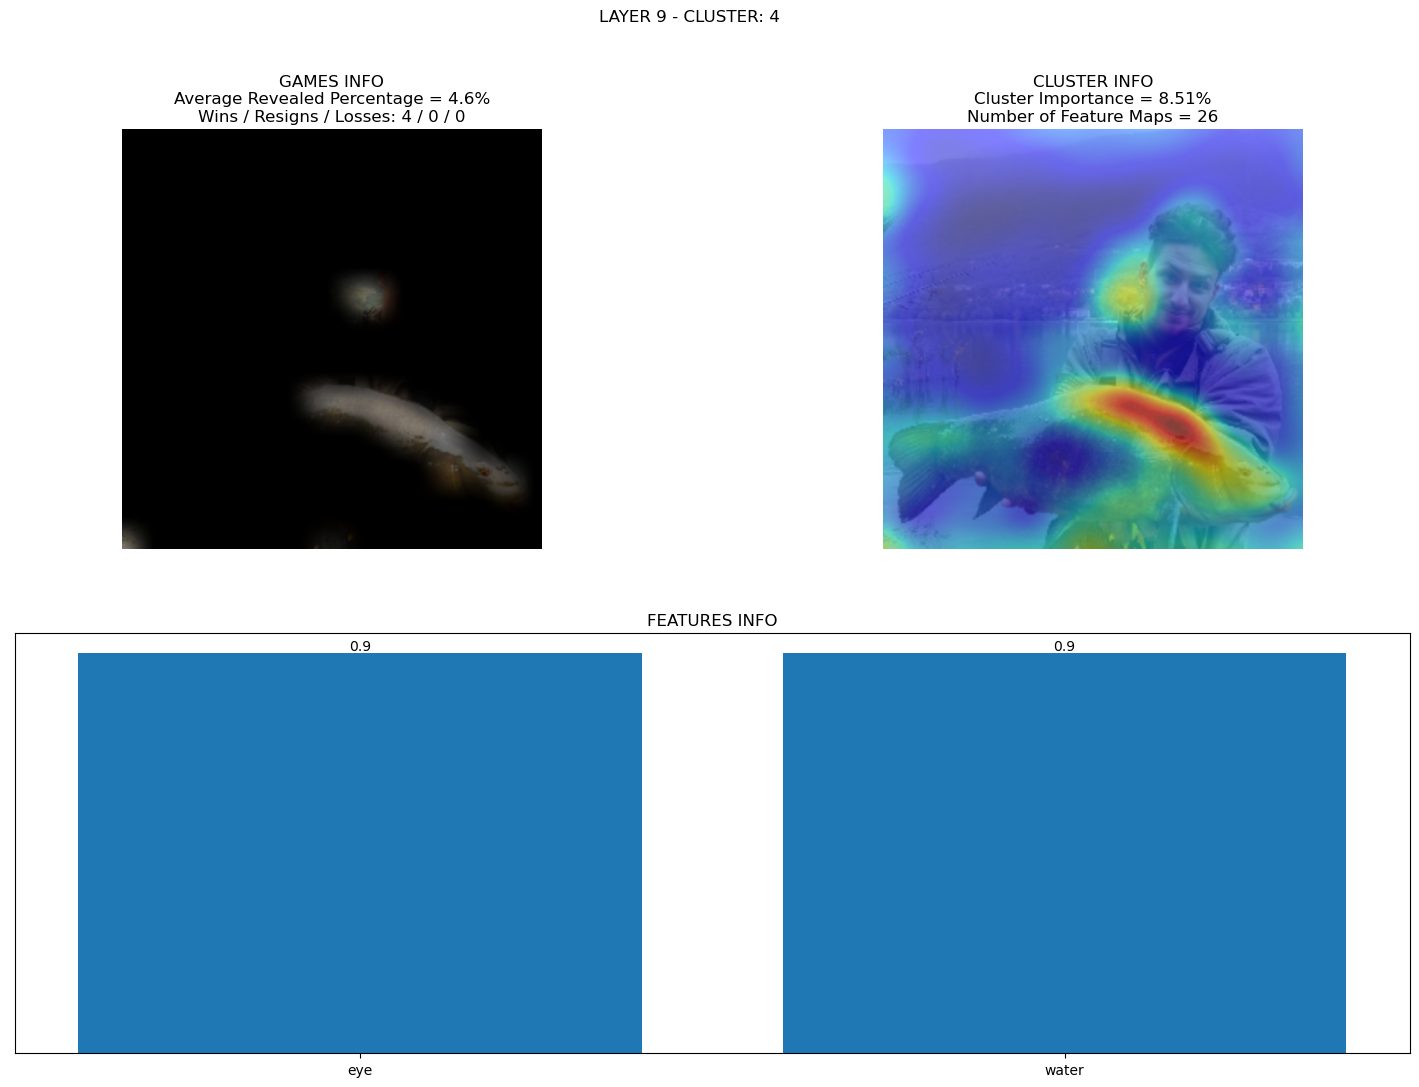 LAYER 9 - CLUSTER: 4
GAMES INFO
Average Revealed Percentage = 4.6%
Wins / Resigns / Losses: 4 / 0 / 0
CLUSTER INFO
Cluster Importance = 8.51%
Number of Feature Maps = 26
FEATURES INFO
0.9
0.9
eye
water